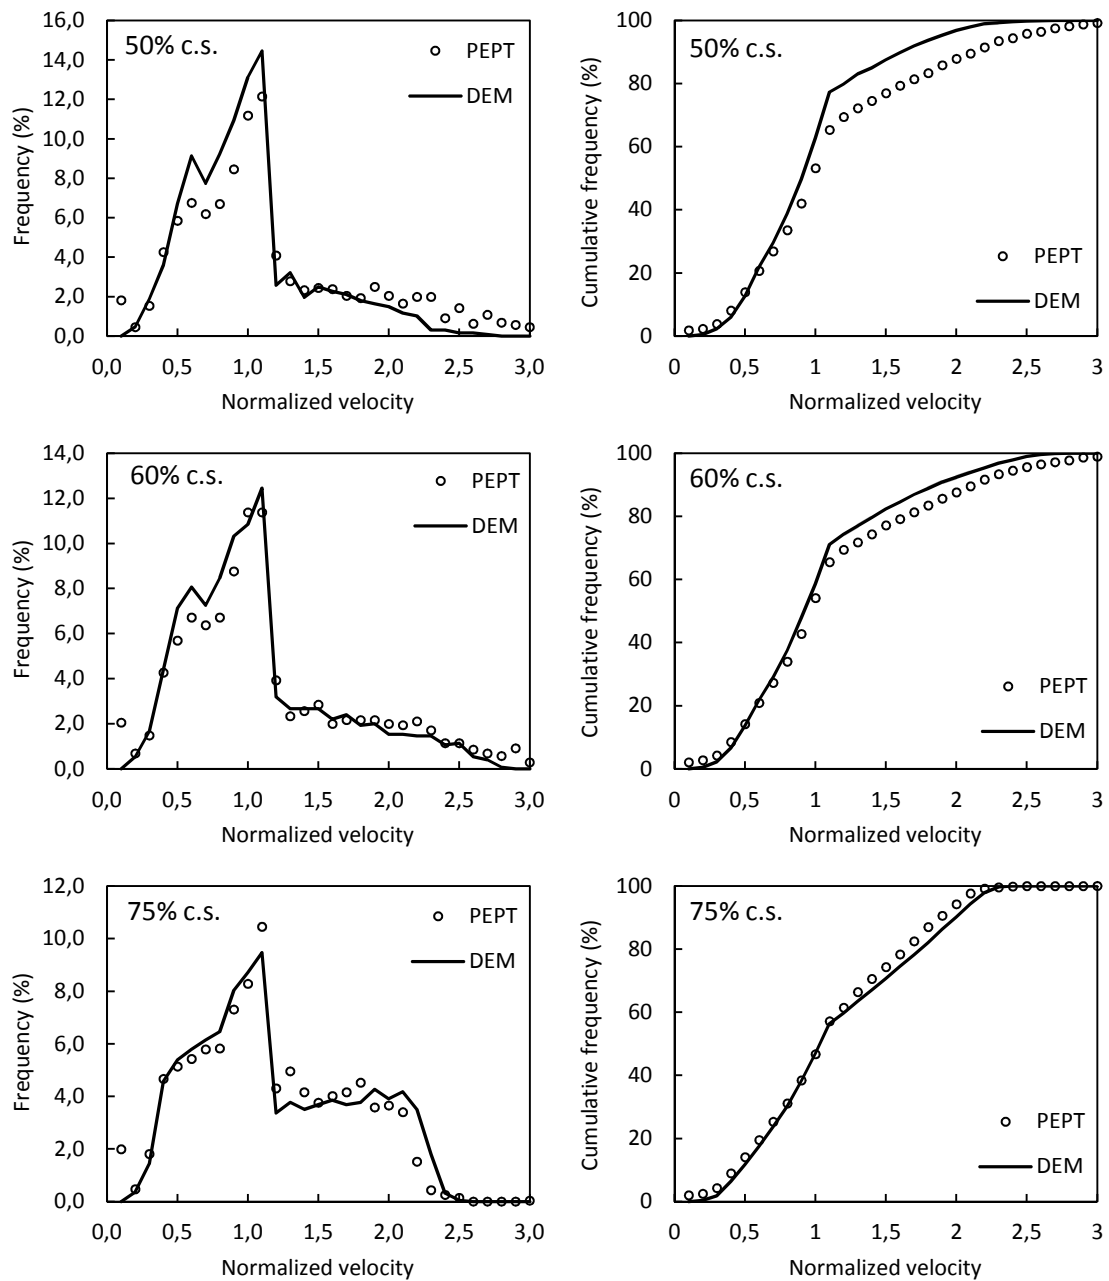 16,0
14,0
12,0
10,0
8,0
6,0
4,0
2,0
0,0
Frequency (%)
50% c.s.
PEPT
DEM
0,0 0,5 1,0 1,5 2,0 2,5 3,0
Normalized velocity
100
80
60
40
20
0
Cumulative frequency (%)
50% c.s.
PEPT
DEM
0 0,5 1 1,5 2 2,5 3
Normalized velocity
14,0
12,0
10,0
8,0
6,0
4,0
2,0
0,0
Frequency (%)
60% c.s.
PEPT
DEM
0,0 0,5 1,0 1,5 2,0 2,5 3,0
Normalized velocity
100
80
60
40
20
0
Cumulative frequency (%)
60% c.s.
PEPT
DEM
0 0,5 1 1,5 2 2,5 3
Normalized velocity
12,0
10,0
8,0
6,0
4,0
2,0
0,0
Frequency (%)
75% c.s.
PEPT
DEM
0,0 0,5 1,0 1,5 2,0 2,5 3,0
Normalized velocity
100
80
60
40
20
0
Cumulative frequency (%)
75% c.s.
PEPT
DEM
0 0,5 1 1,5 2 2,5 3
Normalized velocity